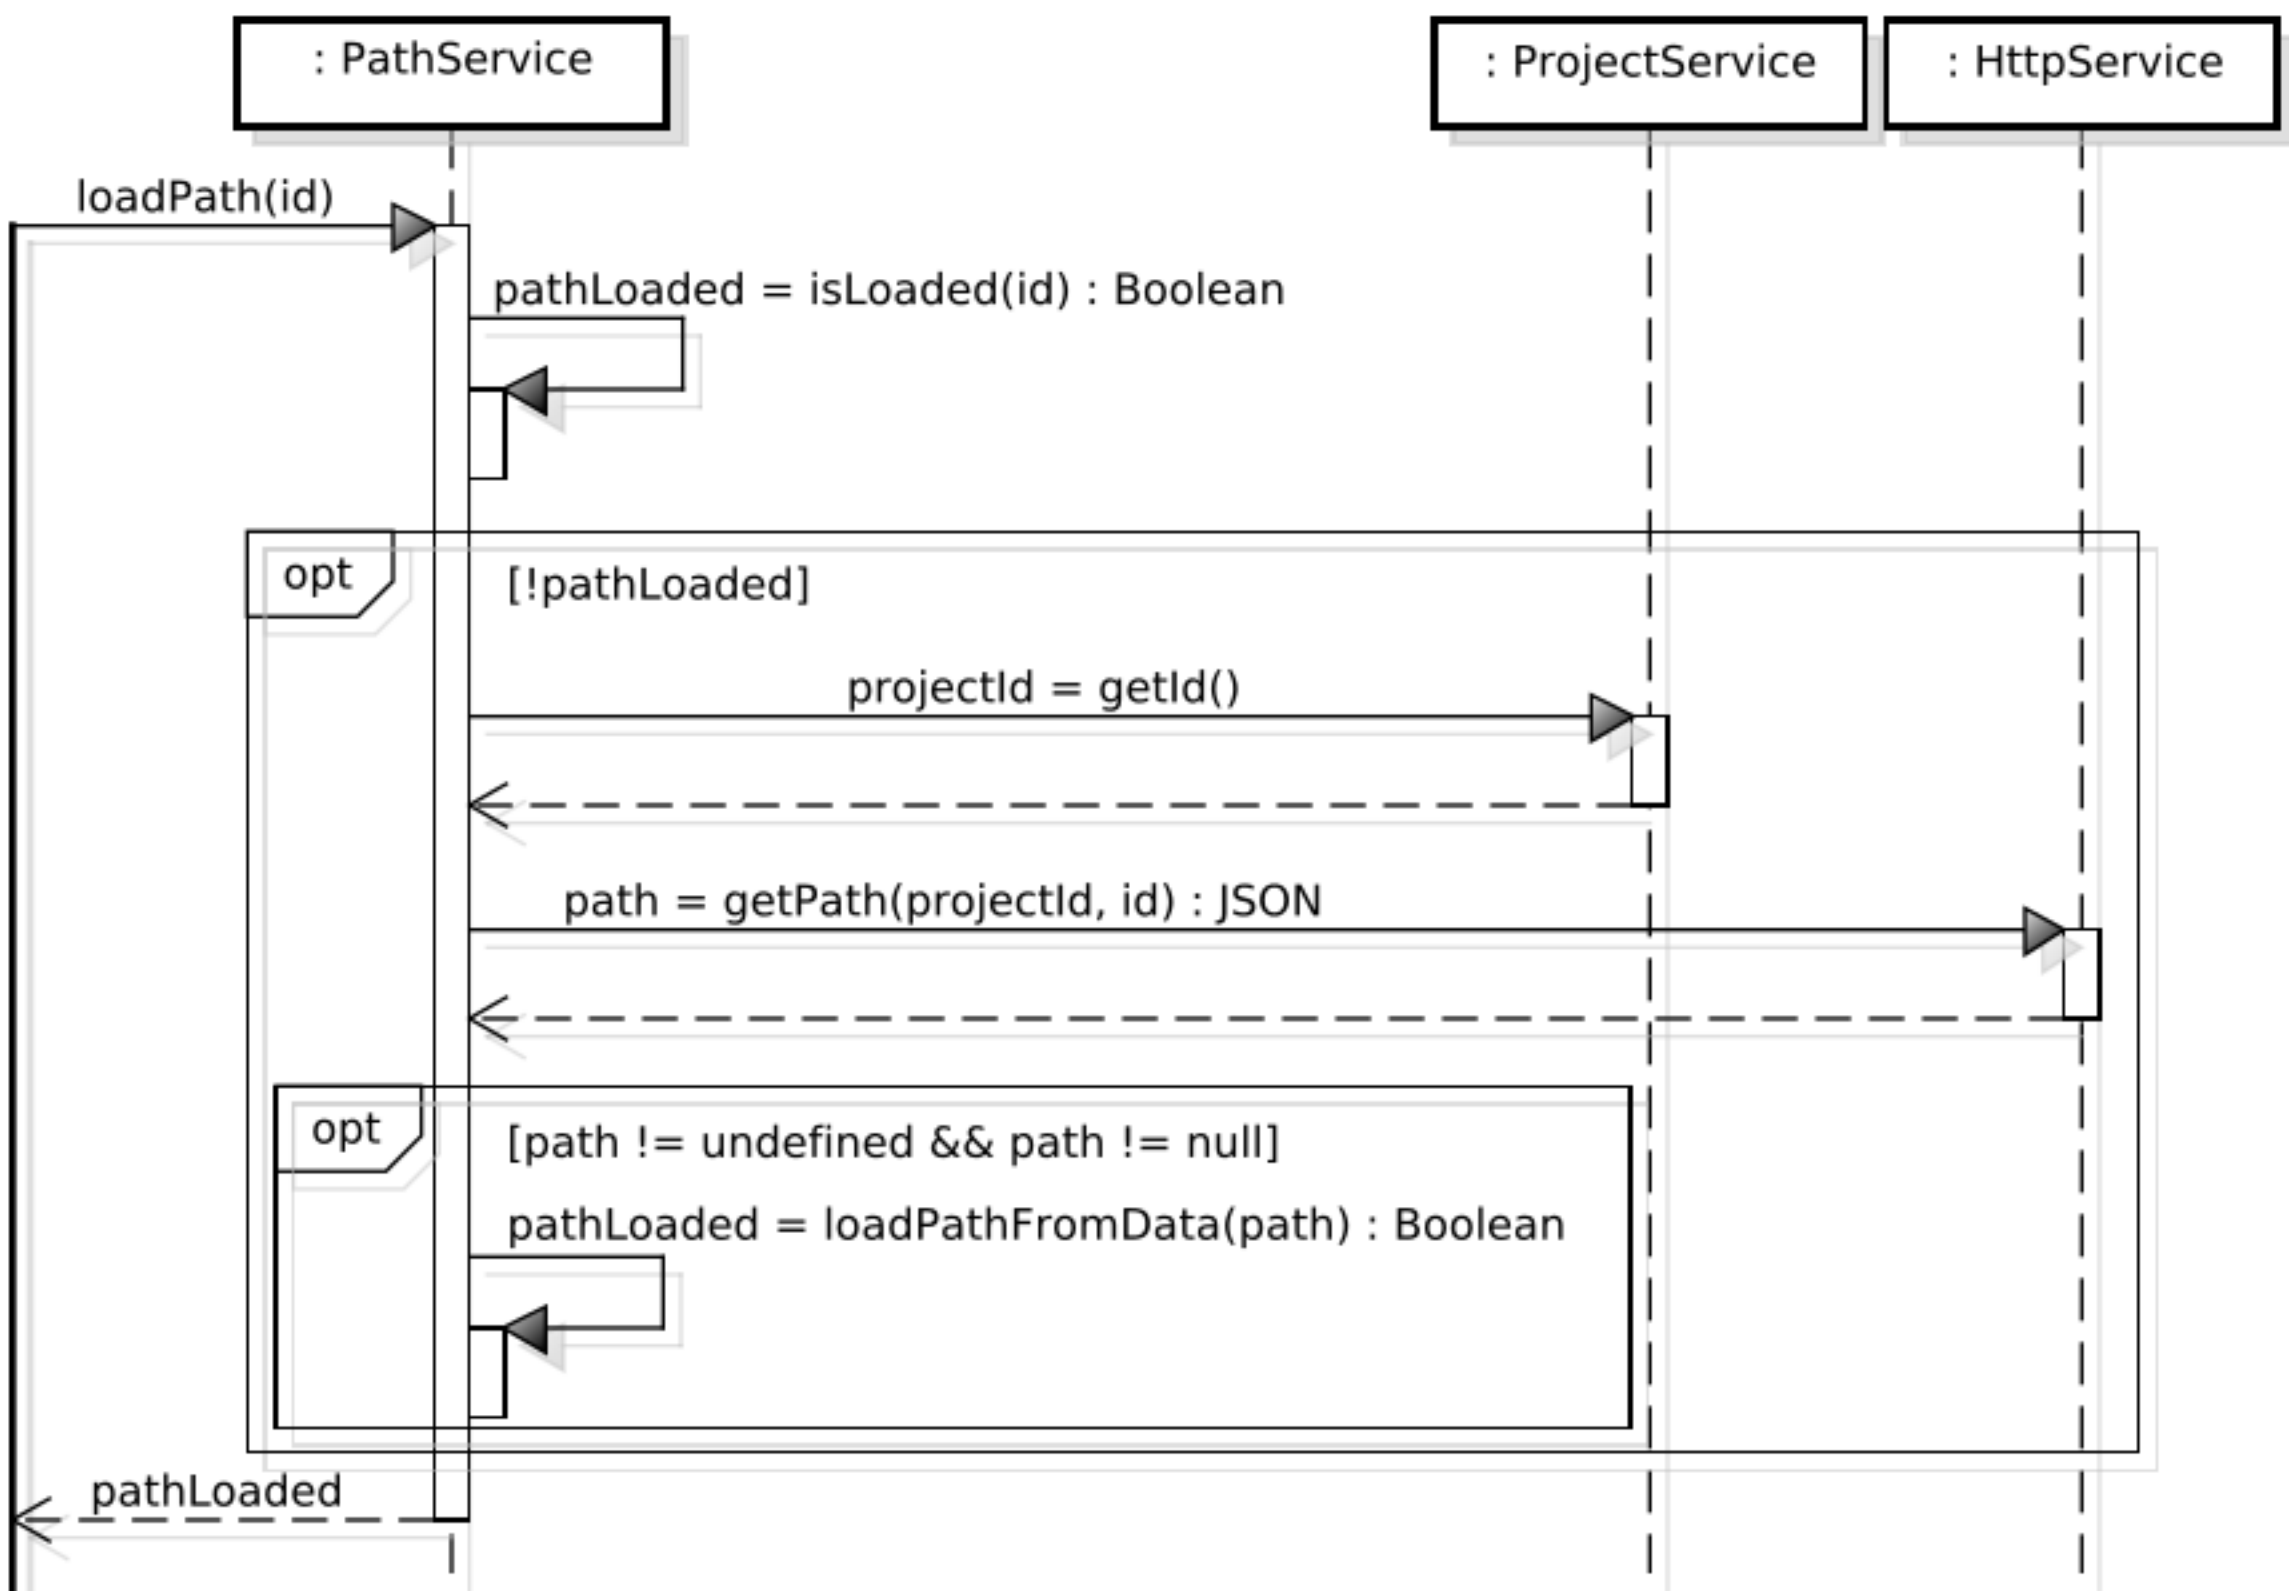 : PathService
: ProjectService
: HttpService
loadPath(id)
pathLoaded = isLoaded(id) : Boolean
opt
[!pathLoaded]
projectId = getId()
path = getPath(projectId, id) : JSON
opt
[path != undefined && path != null]
pathLoaded = loadPathFromData(path) : Boolean
pathLoaded